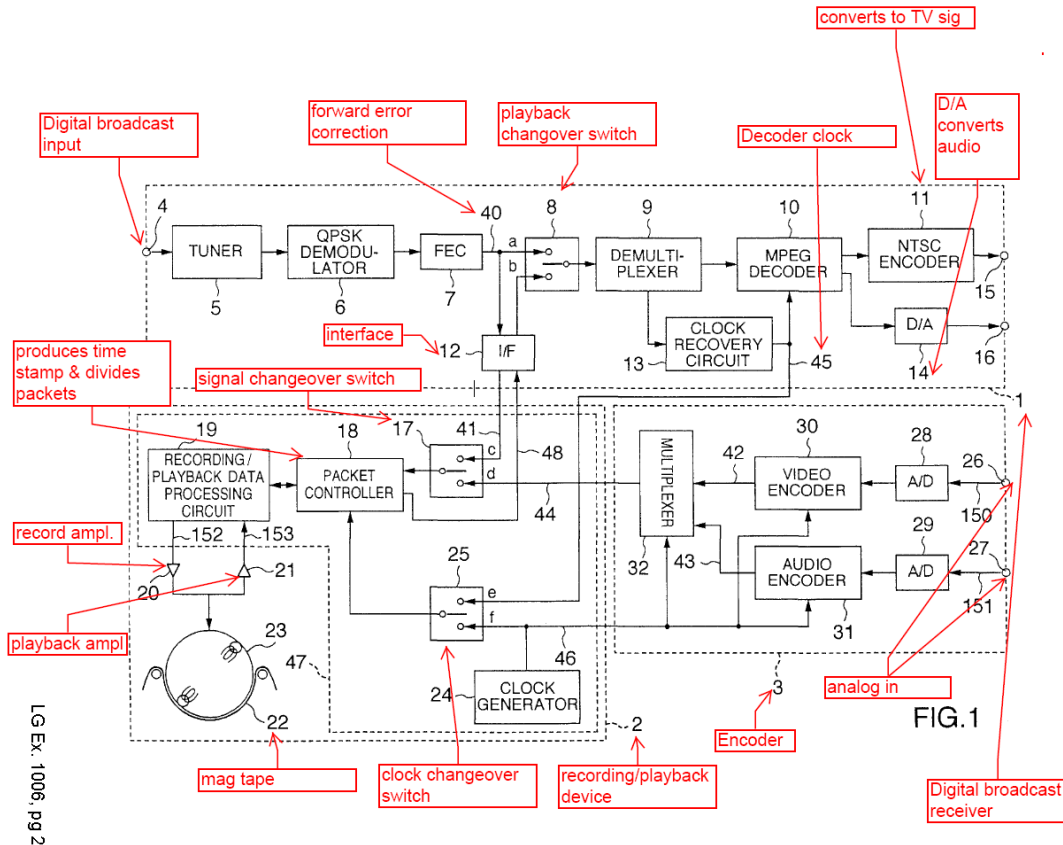 converts to TV sig
D/A
converts
audio
forward error
correction
playback
changover switch
Digital broadcast
input
Decoder clock
4
40
8
9
10
11
TUNER
QPSK
DEMODU-
LATOR
FEC
a
b
DEMULTI-
PLEXER
MPEG
DECODER
NTSC
ENCODER
5
6
7
15
interface
12
I/F
CLOCK
RECOVERY
CIRCUIT
13
45
D/A
14
16
produces time
stamp & divides
packets
signal changeover switch
1
19
18
17
41
c
d
48
30
28
26
RECORDING/
PLAYBACK DATA
PROCESSING
CIRCUIT
PACKET
CONTROLLER
44
MULTIPLEXER
42
VIDEO
ENCODER
A/D
150
152
153
32
43
29
27
record ampl.
20
21
25
e
f
AUDIO
ENCODER
A/D
151
31
playback ampl
23
47
46
24
CLOCK
GENERATOR
3
analog in
22
2
FIG.1
mag tape
clock changeover
switch
recording/playback
device
Encoder
Digital broadcast
receiver
LG Ex. 1006, pg 2